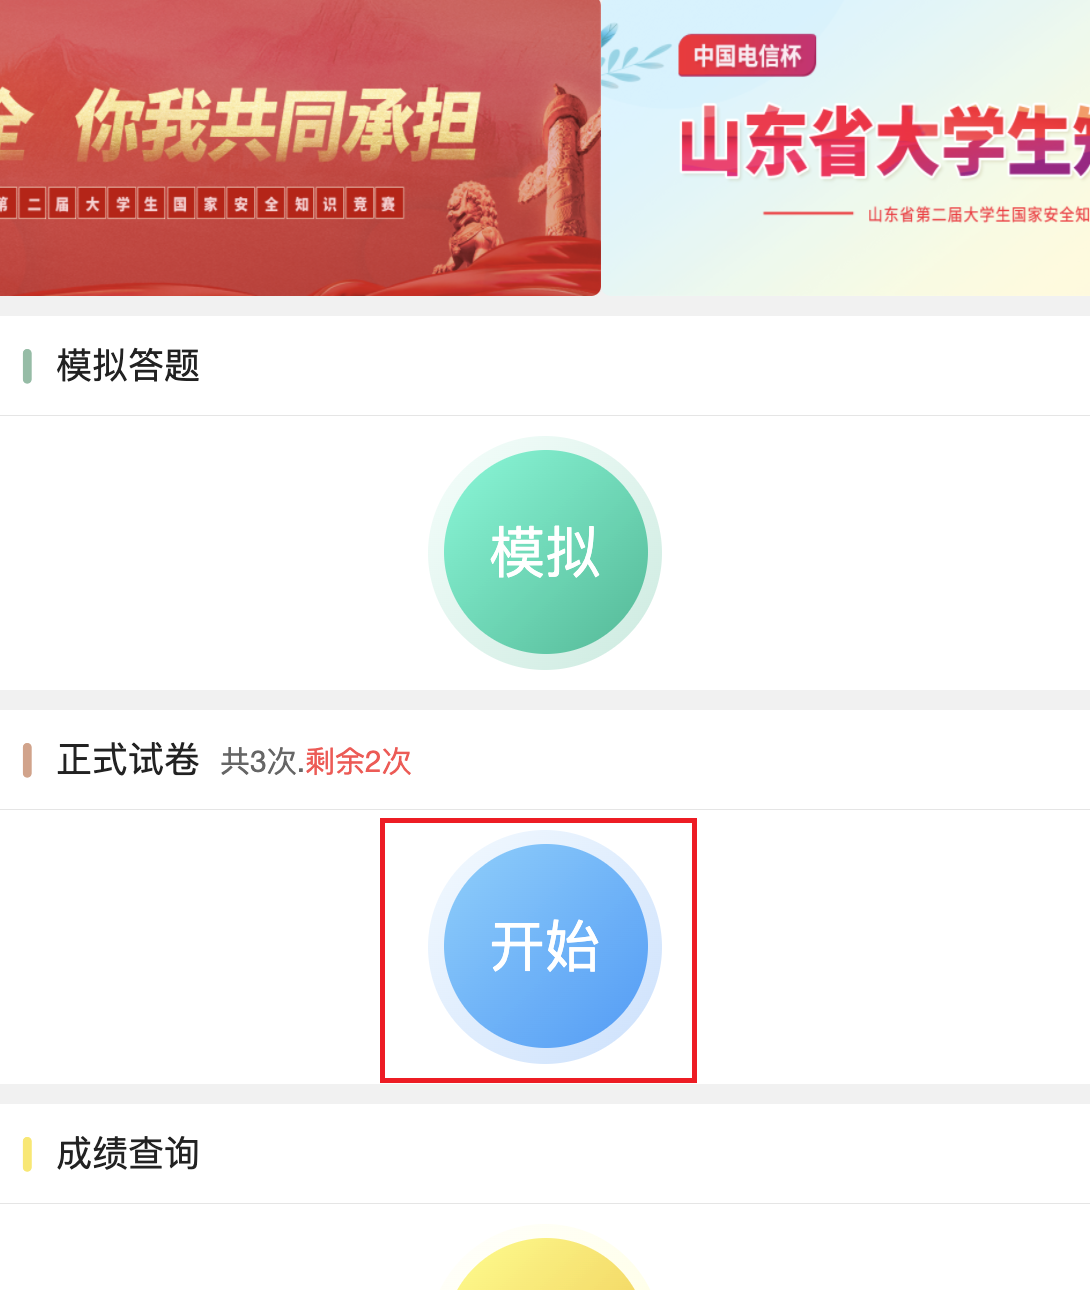 全 你我共同承担
第二届大学生国家安全知识竞赛
中国电信杯
山东省大学生
山东省第二届大学生国家安全知
模拟答题
模拟
正式试卷 共3次.剩余2次
开始
成绩查询